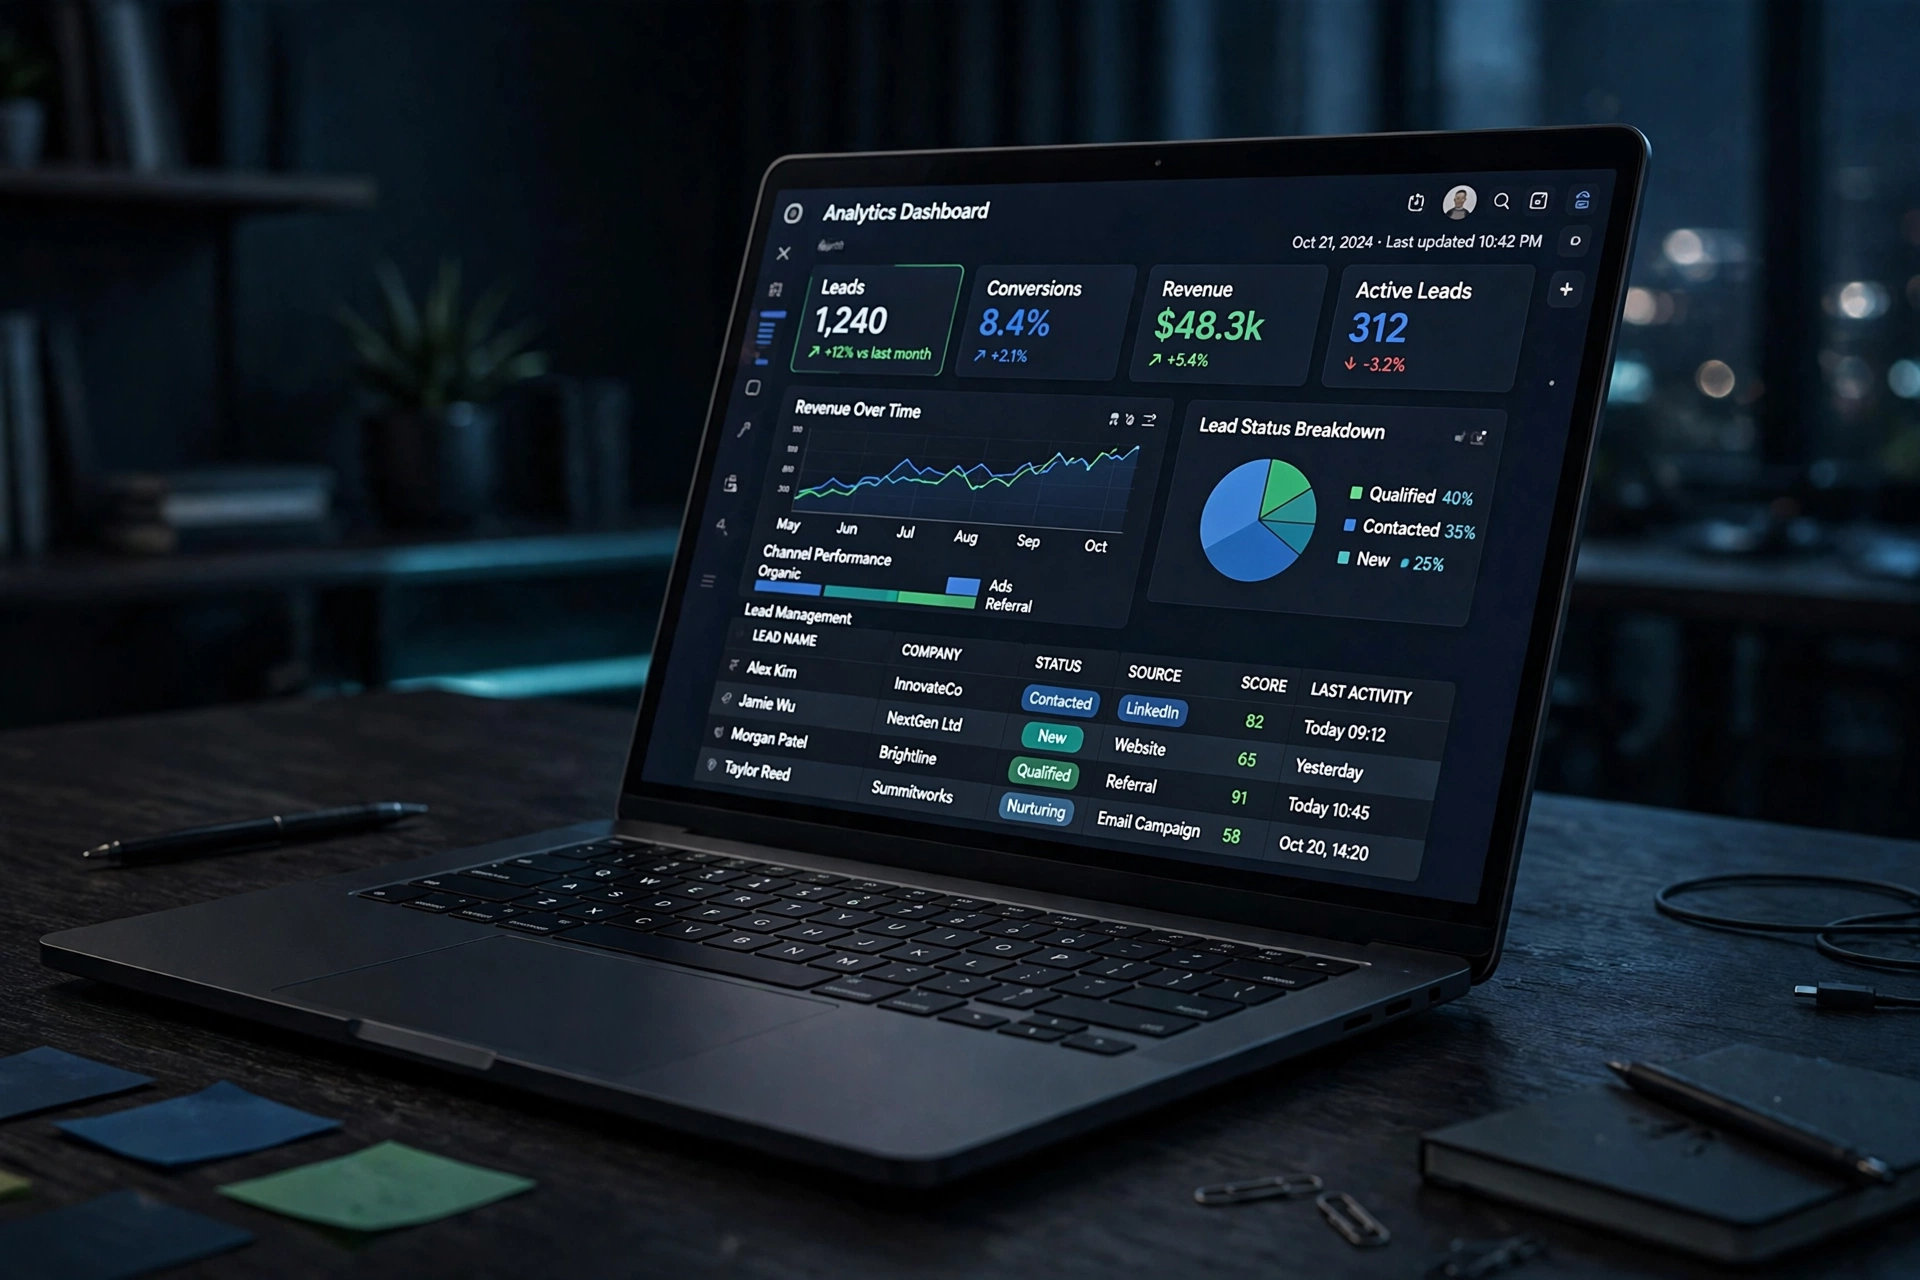 Analytics Dashboard
Oct 21, 2024 · Last updated 10:42 PM
Leads
1,240
+12% vs last month
Conversions
8.4%
+2.1%
Revenue
$48.3k
+5.4%
Active Leads
312
-3.2%
Revenue Over Time
May Jun Jul Aug Sep Oct
Lead Status Breakdown
Qualified 40%
Contacted 35%
New 25%
Channel Performance
Organic
Ads
Referral
Lead Management
LEAD NAME COMPANY STATUS SOURCE SCORE LAST ACTIVITY
Alex Kim InnovateCo Contacted LinkedIn 82 Today 09:12
Jamie Wu NextGen Ltd New Website 65 Yesterday
Morgan Patel Brightline Qualified Referral 91 Today 10:45
Taylor Reed Summitworks Nurturing Email Campaign 58 Oct 20, 14:20